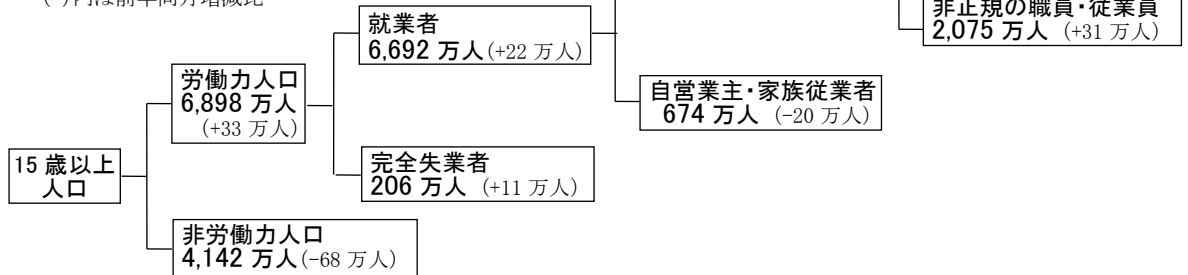 ( )内は前年同月増減比
非正規の職員・従業員
2,075 万人 (+31 万人)
就業者
6,692 万人(+22 万人)
自営業主・家族従業者
674 万人 (-20 万人)
労働力人口
6,898 万人
(+33 万人)
15 歳以上
人口
完全失業者
206 万人 (+11 万人)
非労働力人口
4,142 万人(-68 万人)